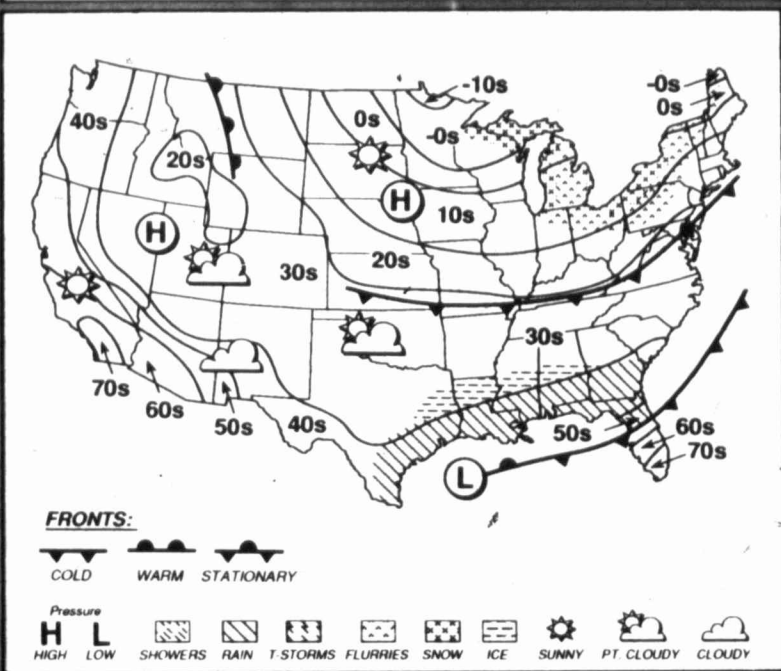 -10s
-0s
0s
40s
0s
-0s
20s
H
10s
H
20s
30s
30s
70s
60s
50s
40s
50s
60s
70s
L
FRONTS:
COLD WARM STATIONARY
Pressure
H L
HIGH LOW SHOWERS RAIN T-STORMS FLURRIES SNOW ICE SUNNY PT. CLOUDY CLOUDY